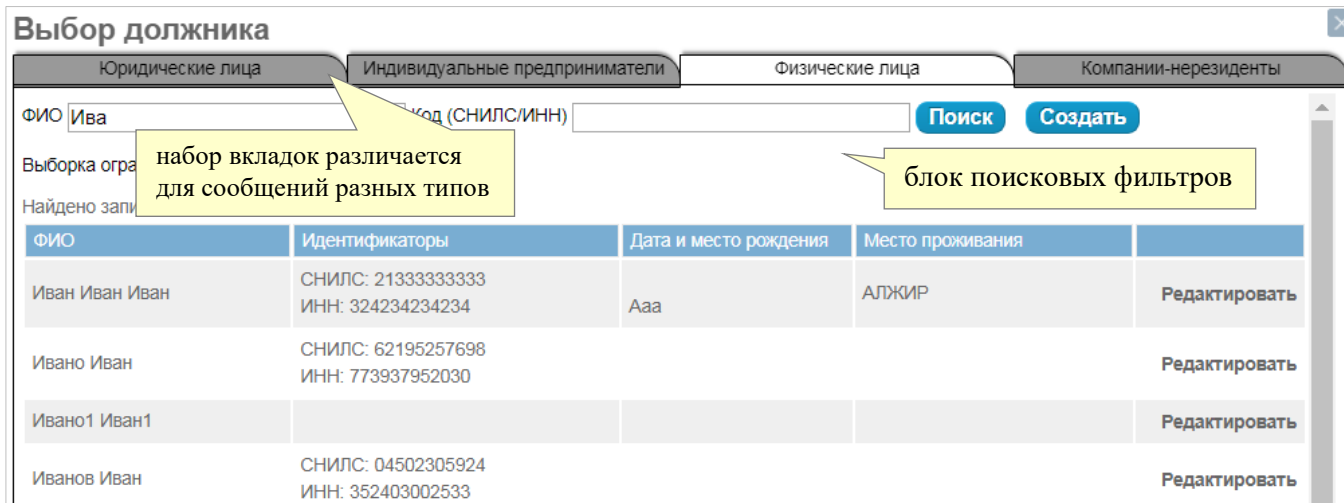 Выбор должника
Юридические лица Индивидуальные предприниматели Физические лица Компании-нерезиденты
ФИО Ива Код (СНИЛС/ИНН) Поиск Создать
набор вкладок различается
для сообщений разных типов
блок поисковых фильтров
Выборка
Найдено
ФИО Идентификаторы Дата и место рождения Место проживания
Иван Иван Иван СНИЛС: 21333333333
ИНН: 324234234234 Ааа АЛЖИР Редактировать
Ивано Иван СНИЛС: 62195257698
ИНН: 773937952030 Редактировать
Ивано1 Иван1 Редактировать
Иванов Иван СНИЛС: 04502305924
ИНН: 352403002533 Редактировать